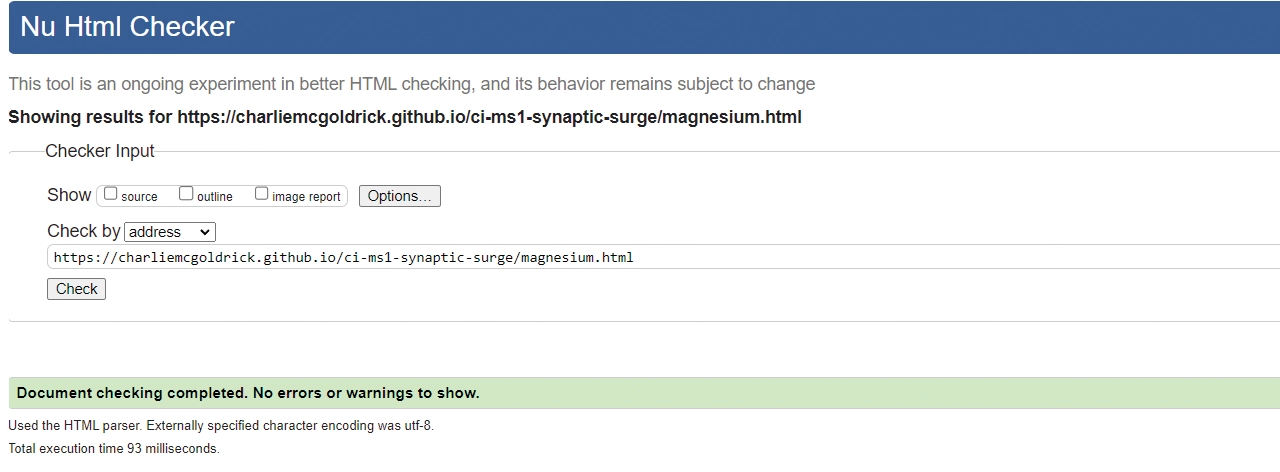 Nu Html Checker
This tool is an ongoing experiment in better HTML checking, and its behavior remains subject to change
Showing results for https://charliemcgoldrick.github.io/ci-ms1-synaptic-surge/magnesium.html
Checker Input
Show source outline image report Options...
Check by address
https://charliemcgoldrick.github.io/ci-ms1-synaptic-surge/magnesium.html
Check
Document checking completed. No errors or warnings to show.
Used the HTML parser. Externally specified character encoding was utf-8.
Total execution time 93 milliseconds.